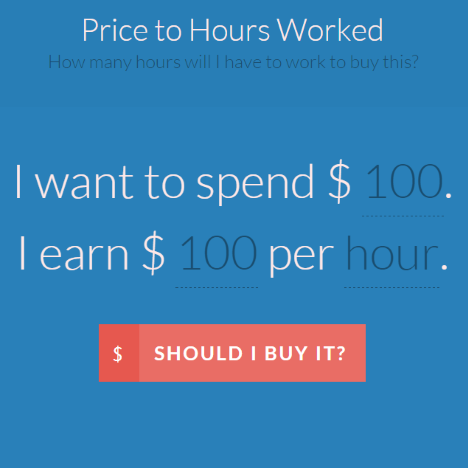 Price to Hours Worked
How many hours will I have to work to buy this?
I want to spend $ 100.
I earn $ 100 per hour.
$ SHOULD I BUY IT?